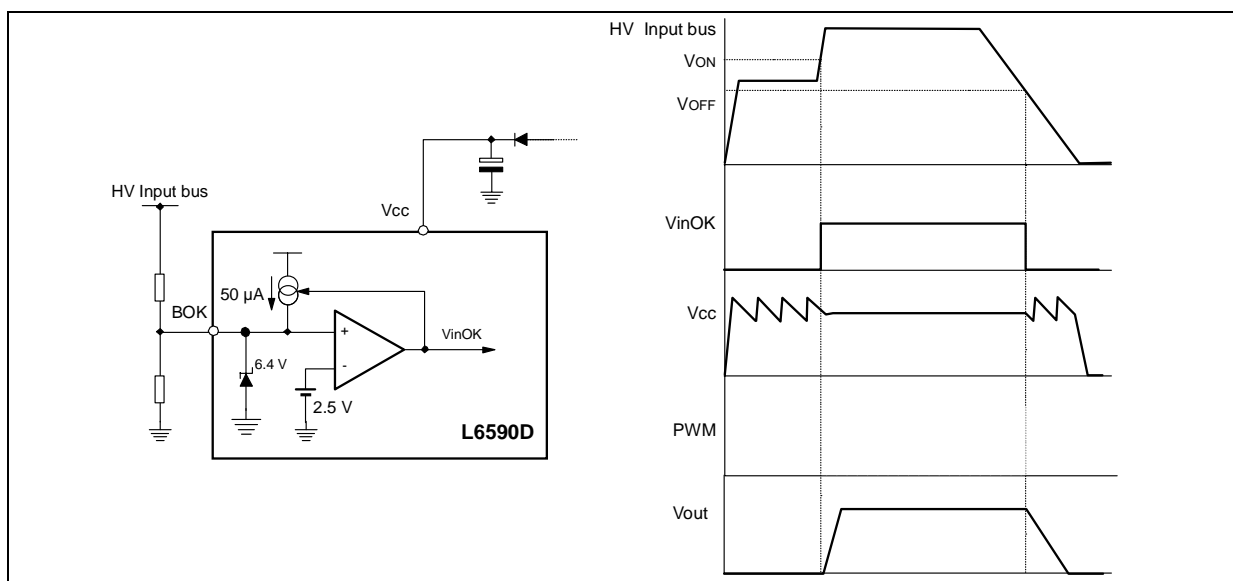 HV Input bus
Vcc
BOK
50 µA
+
-
6.4 V
2.5 V
VinOK
L6590D
HV Input bus
VON
VOFF
VinOK
Vcc
PWM
Vout